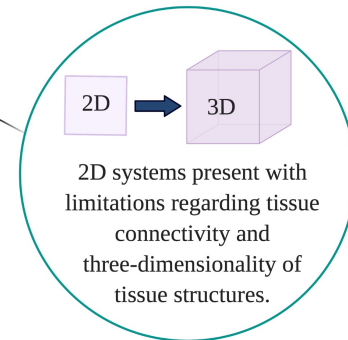 2D
3D
2D systems present with
limitations regarding tissue
connectivity and
three-dimensionality of
tissue structures.